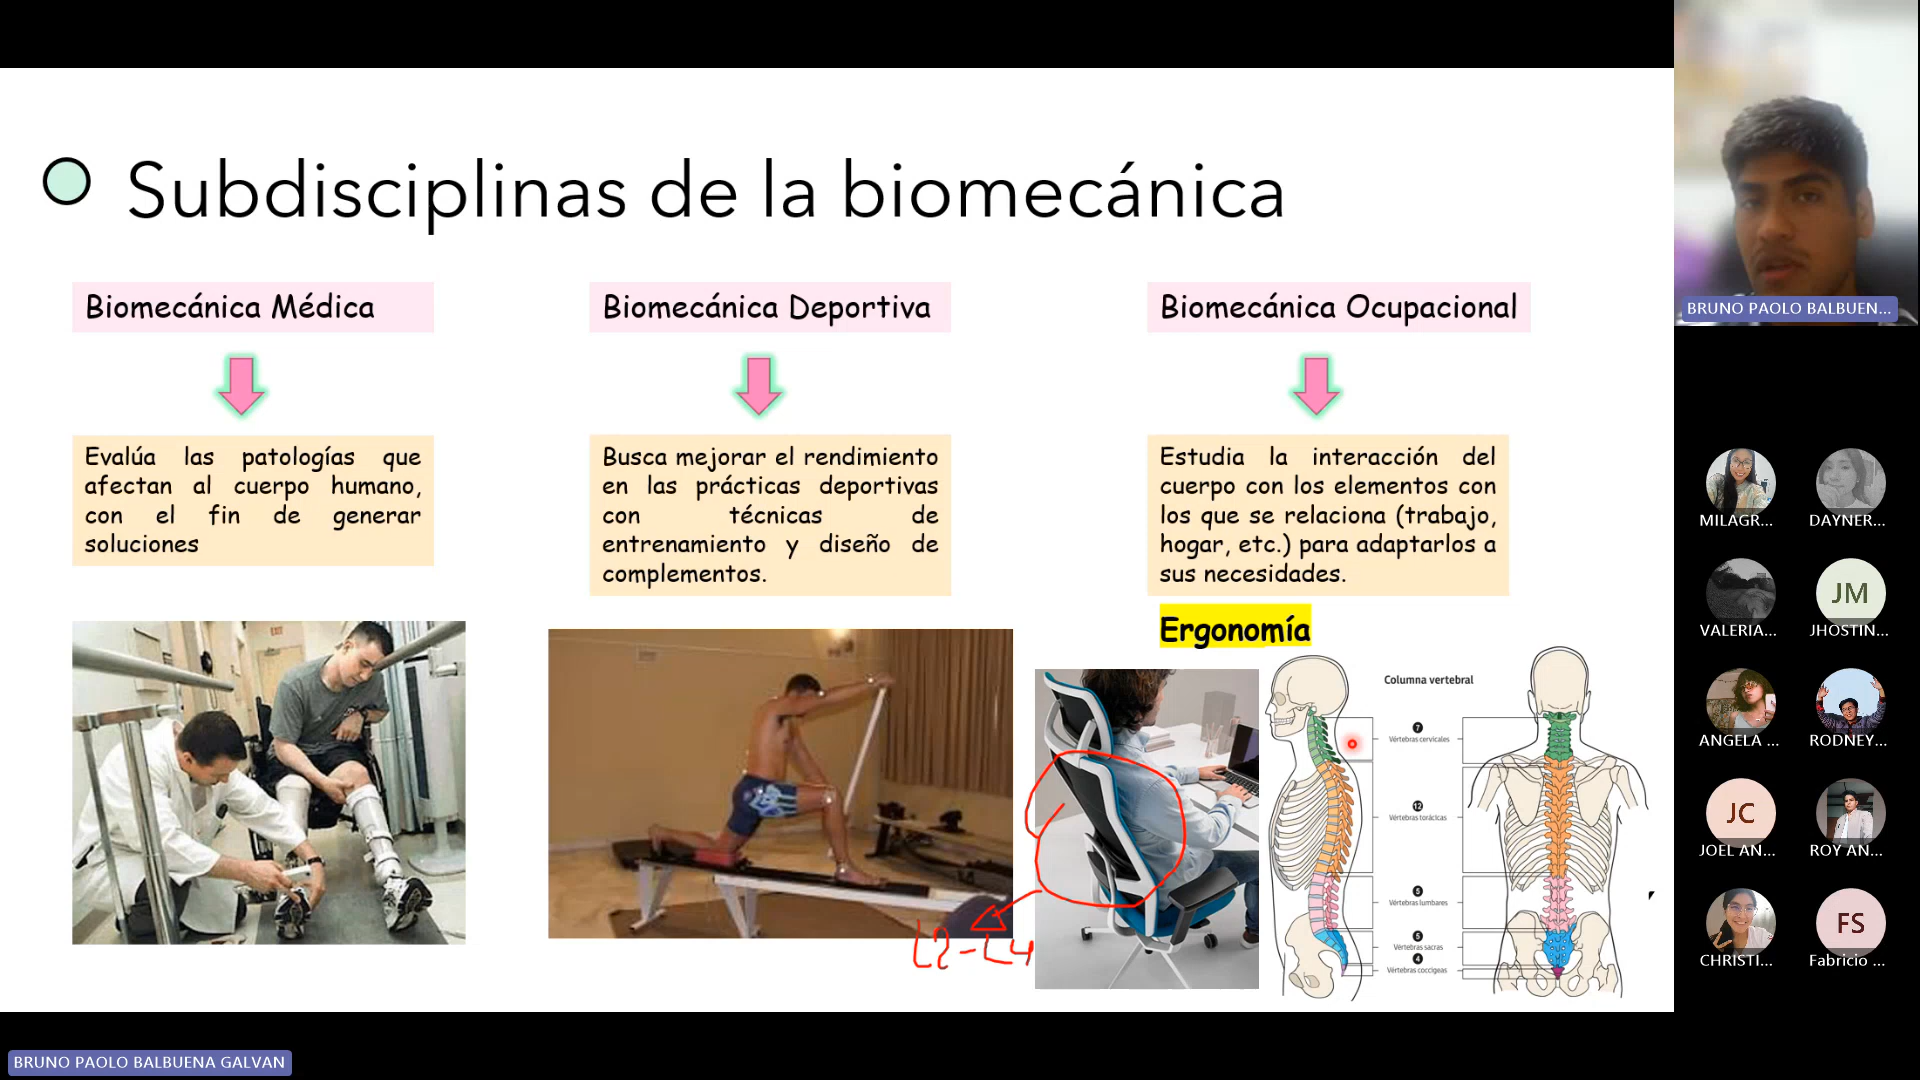 Subdisciplinas de la biomecánica
Biomecánica Médica
Evalúa las patologías que
afectan al cuerpo humano,
con el fin de generar
soluciones
Biomecánica Deportiva
Busca mejorar el rendimiento
en las prácticas deportivas
con técnicas de
entrenamiento y diseño de
complementos.
Biomecánica Ocupacional
Estudia la interacción del
cuerpo con los elementos con
los que se relaciona (trabajo,
hogar, etc.) para adaptarlos a
sus necesidades.
Ergonomía
L2-L4
Columna vertebral
7
Vértebras cervicales
12
Vértebras torácicas
5
Vértebras lumbares
5
Vértebras sacras
4
Vértebras coccígeas
EXIT
BRUNO PAOLO BALBUEN...
MILAGR...
DAYNER...
VALERIA...
JM
JHOSTIN...
ANGELA ...
RODNEY...
JC
JOEL AN...
ROY AN...
CHRISTI...
FS
Fabricio ...
BRUNO PAOLO BALBUENA GALVAN